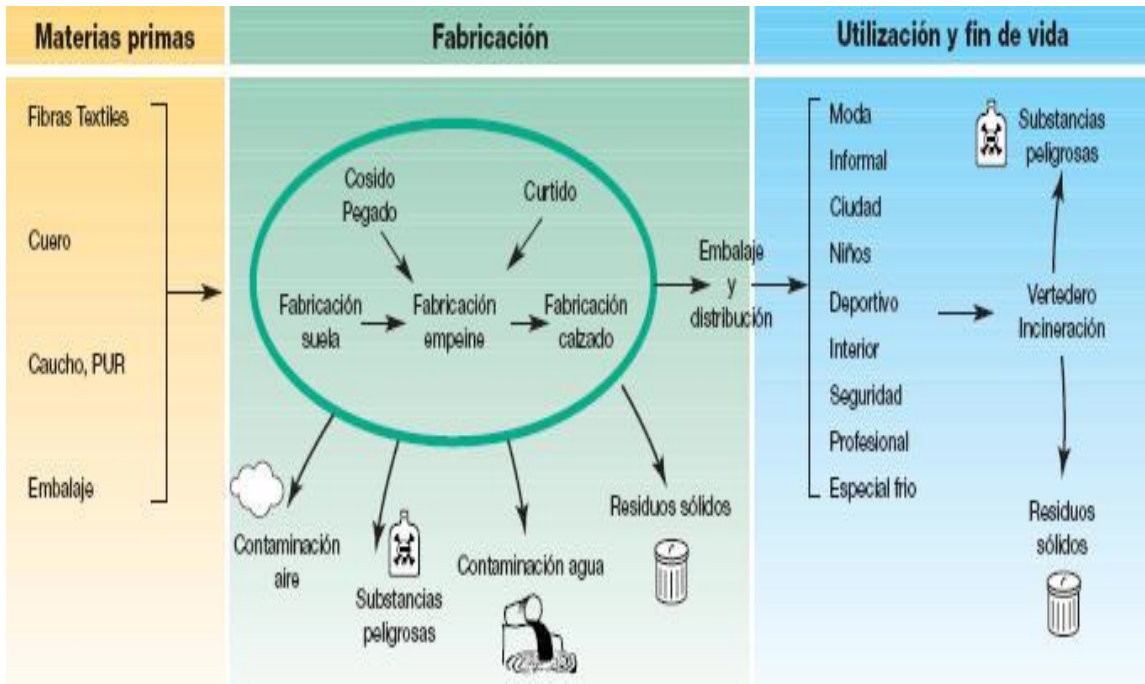 Materias primas
Fabricación
Utilización y fin de vida
Fibras Textiles
Cuero
Caucho, PUR
Embalaje
Cosido
Pegado
Curtido
Fabricación
suela
Fabricación
empeine
Fabricación
calzado
Contaminación
aire
Substancias
peligrosas
Contaminación agua
Residuos sólidos
Embalaje
y
distribución
Moda
Informal
Ciudad
Niños
Deportivo
Interior
Seguridad
Profesional
Especial frio
Substancias
peligrosas
Vertedero
Incineración
Residuos
sólidos